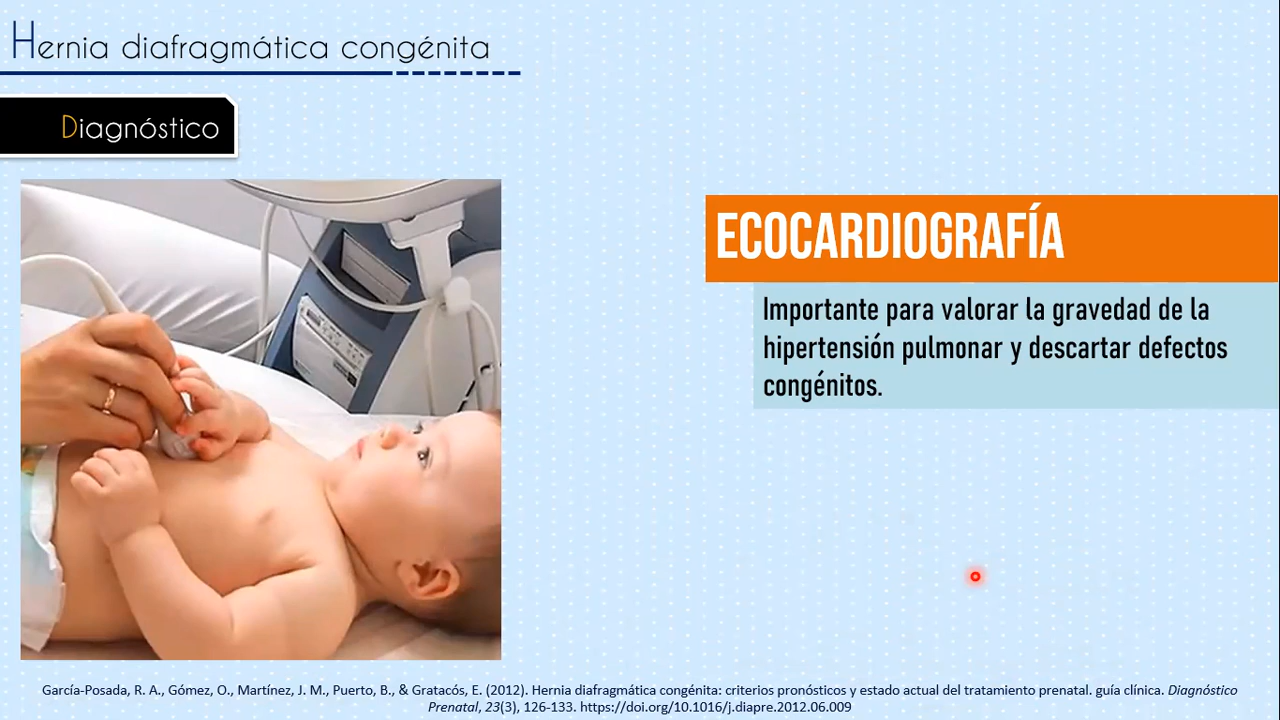 Hernia diafragmática congénita
Diagnóstico
ECOCARDIOGRAFÍA
Importante para valorar la gravedad de la
hipertensión pulmonar y descartar defectos
congénitos.
García-Posada, R. A., Gómez, O., Martínez, J. M., Puerto, B., & Gratacós, E. (2012). Hernia diafragmática congénita: criterios pronósticos y estado actual del tratamiento prenatal. guía clínica. Diagnóstico
Prenatal, 23(3), 126-133. https://doi.org/10.1016/j.diapre.2012.06.009